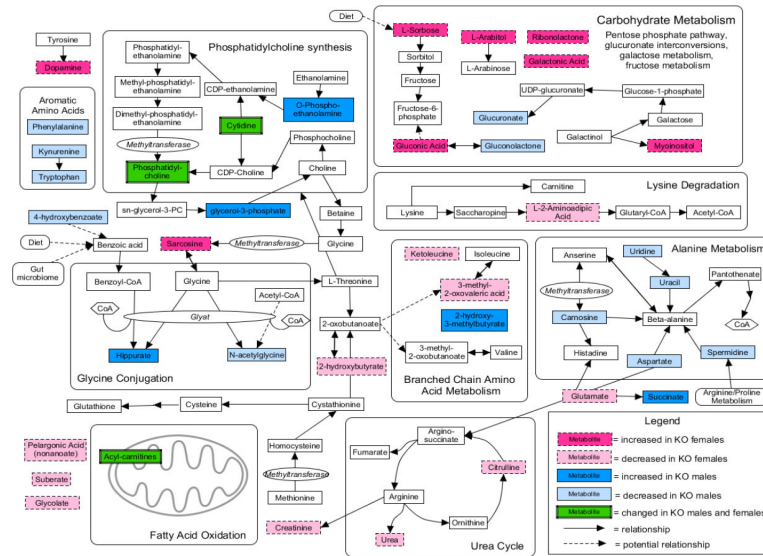 Tyrosine
Dopamine
Aromatic
Amino Acids
Phenylalanine
Kynurenine
Tryptophan
Phosphatidylcholine synthesis
Phosphatidyl-
ethanolamine
Methyl-phosphatidyl-
ethanolamine
Dimethyl-phosphatidyl-
ethanolamine
Methyltransferase
Phosphatidyl-
choline
CDP-ethanolamine
Cytidine
CDP-Choline
Ethanolamine
O-Phospho-
ethanolamine
Phosphocholine
Choline
sn-glycerol-3-PC
glycerol-3-phosphate
Betaine
Glycine
Diet
Carbohydrate Metabolism
Pentose phosphate pathway,
glucuronate interconversions,
galactose metabolism,
fructose metabolism
L-Sorbose
Sorbitol
Fructose
Fructose-6-
phosphate
Gluconic Acid
L-Arabitol
L-Arabinose
Ribonolactone
Galactonic Acid
UDP-glucuronate
Glucose-1-phosphate
Glucuronate
Galactose
Gluconolactone
Galactinol
Myoinositol
Lysine Degradation
Carnitine
Lysine
Saccharopine
L-2-Aminoadipic
Acid
Glutaryl-CoA
Acetyl-CoA
4-hydroxybenzoate
Diet
Benzoic acid
Gut
microbiome
Sarcosine
Methyltransferase
Benzoyl-CoA
Glycine
Acetyl-CoA
CoA
Glyat
CoA
Hippurate
N-acetylglycine
Glycine Conjugation
L-Threonine
2-oxobutanoate
2-hydroxybutyrate
Ketoleucine
Isoleucine
3-methyl-
2-oxovaleric acid
2-hydroxy-
3-methylbutyrate
3-methyl-
2-oxobutanoate
Valine
Branched Chain Amino
Acid Metabolism
Alanine Metabolism
Anserine
Uridine
Uracil
Pantothenate
Methyltransferase
Carnosine
Beta-alanine
CoA
Histadine
Aspartate
Spermidine
Glutamate
Succinate
Arginine/Proline
Metabolism
Glutathione
Cysteine
Cystathionine
Homocysteine
Methyltransferase
Methionine
Pelargonic Acid
(nonanoate)
Suberate
Glycolate
Acyl-carnitines
Fatty Acid Oxidation
Argino-
succinate
Fumarate
Citrulline
Arginine
Ornithine
Creatinine
Urea
Urea Cycle
Legend
Metabolite = increased in KO females
Metabolite = decreased in KO females
Metabolite = increased in KO males
Metabolite = decreased in KO males
Metabolite = changed in KO males and females
= relationship
= potential relationship